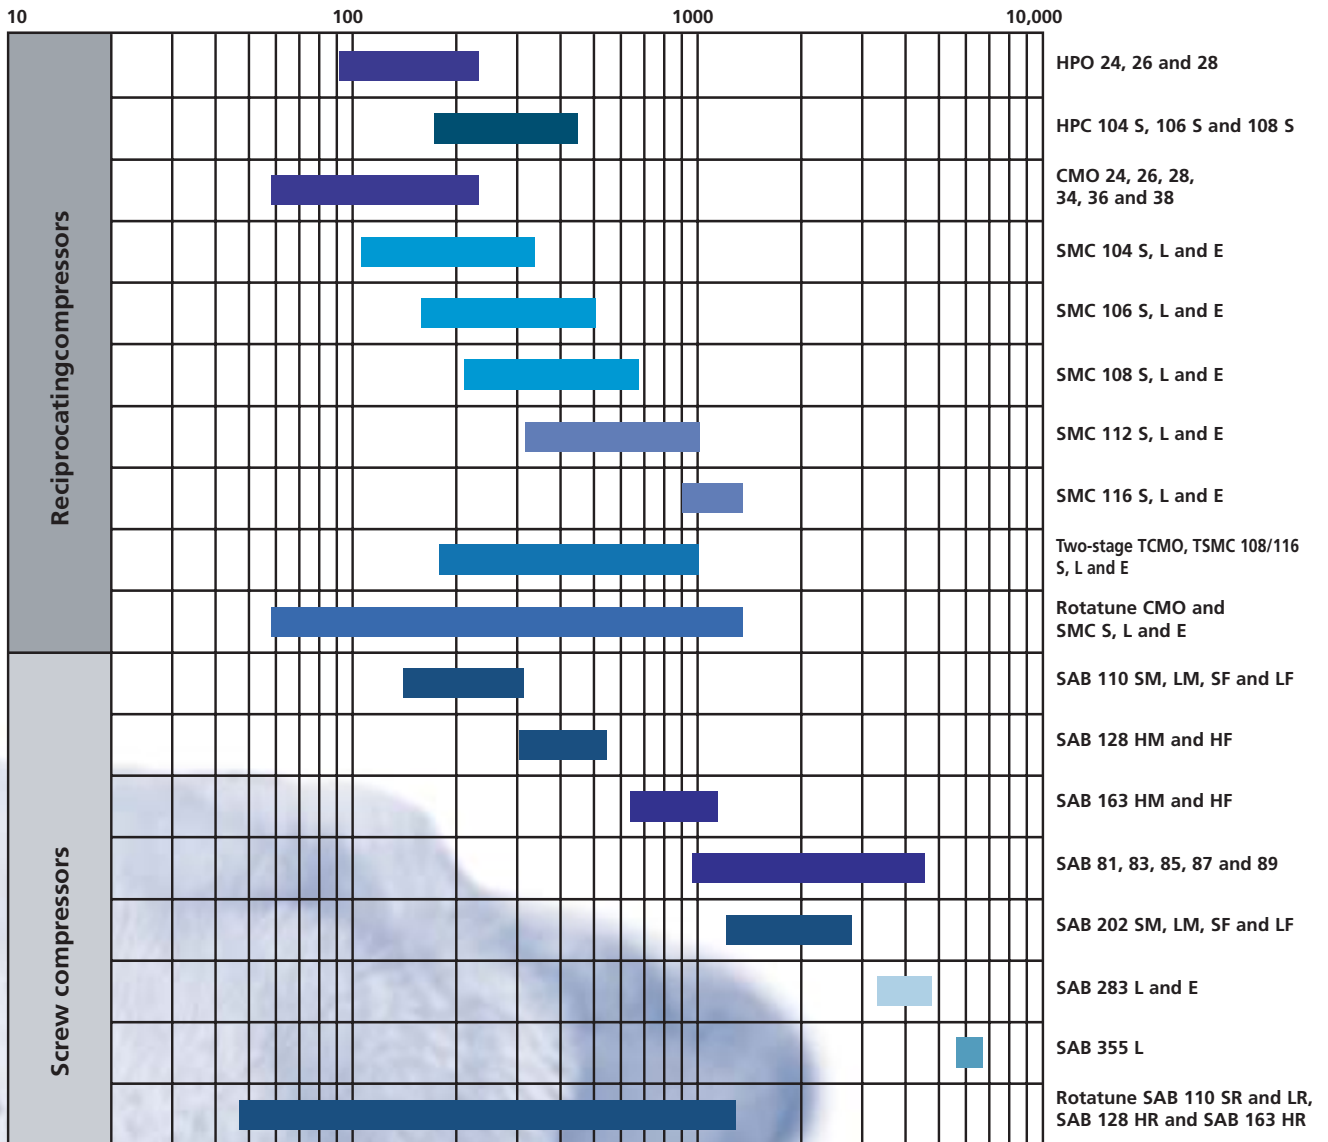 10 100 1000 10,000
Reciprocatingcompressors
HPO 24, 26 and 28
HPC 104 S, 106 S and 108 S
CMO 24, 26, 28,
34, 36 and 38
SMC 104 S, L and E
SMC 106 S, L and E
SMC 108 S, L and E
SMC 112 S, L and E
SMC 116 S, L and E
Two-stage TCMO, TSMC 108/116
S, L and E
Rotatune CMO and
SMC S, L and E
Screw compressors
SAB 110 SM, LM, SF and LF
SAB 128 HM and HF
SAB 163 HM and HF
SAB 81, 83, 85, 87 and 89
SAB 202 SM, LM, SF and LF
SAB 283 L and E
SAB 355 L
Rotatune SAB 110 SR and LR,
SAB 128 HR and SAB 163 HR